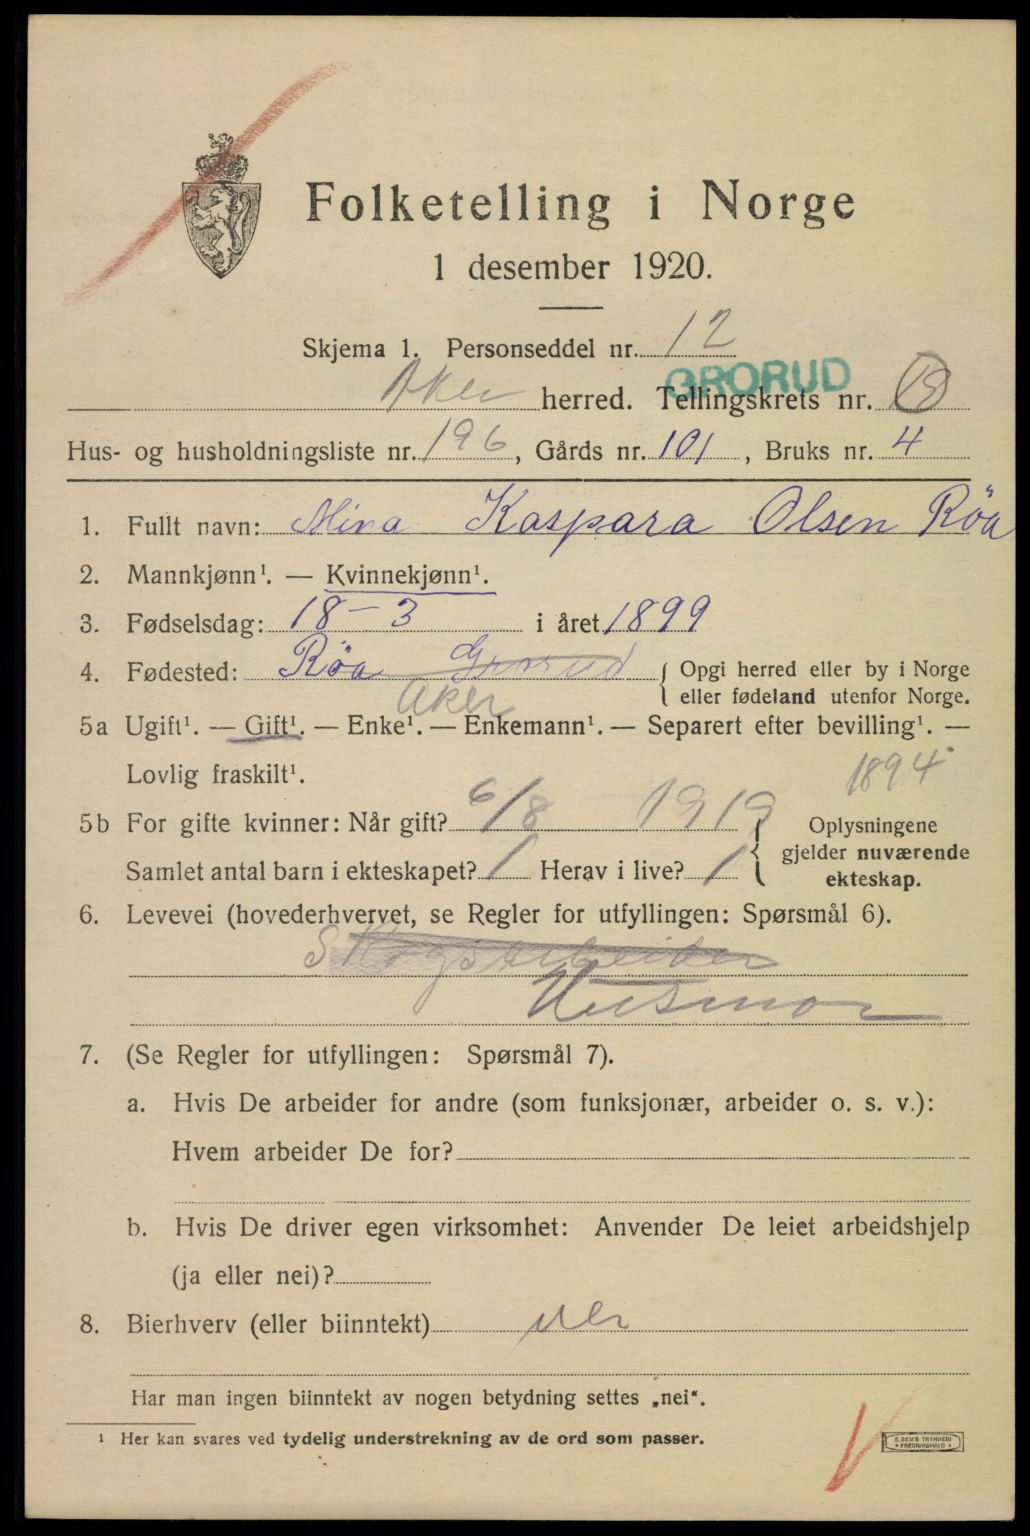 Folketelling i Norge
1 desember 1920.
Skjema 1. Personseddel nr. 12
GRORUD
Aker herred. Tellingskrets nr. 18
Hus- og husholdningsliste nr. 196, Gårds nr. 101, Bruks nr. 4
1. Fullt navn: Mina Kaspara Olsen Röa
2. Mannkjønn¹. — Kvinnekjønn¹.
3. Fødselsdag: 18-3 i året 1899
4. Fødested: Röa Grorud { Opgi herred eller by i Norge
eller fødeland utenfor Norge.
Aker
5a Ugift¹. — Gift¹. — Enke¹. — Enkemann¹. — Separert efter bevilling¹. —
Lovlig fraskilt¹.
1894
5b For gifte kvinner: Når gift? 6/8 1919
Samlet antal barn i ekteskapet? 1 Herav i live? 1
Oplysningene
gjelder nuværende
ekteskap.
6. Levevei (hovederhvervet, se Regler for utfyllingen: Spørsmål 6).
Skogsarbeider
Husmor
7. (Se Regler for utfyllingen: Spørsmål 7).
a. Hvis De arbeider for andre (som funksjonær, arbeider o. s. v.):
Hvem arbeider De for?
b. Hvis De driver egen virksomhet: Anvender De leiet arbeidshjelp
(ja eller nei)?
8. Bierhverv (eller biinntekt) nei
Har man ingen biinntekt av nogen betydning settes „nei“.
¹ Her kan svares ved tydelig understrekning av de ord som passer.
E. SEM'S TRYKKERI
• FREDRIKSHALD •